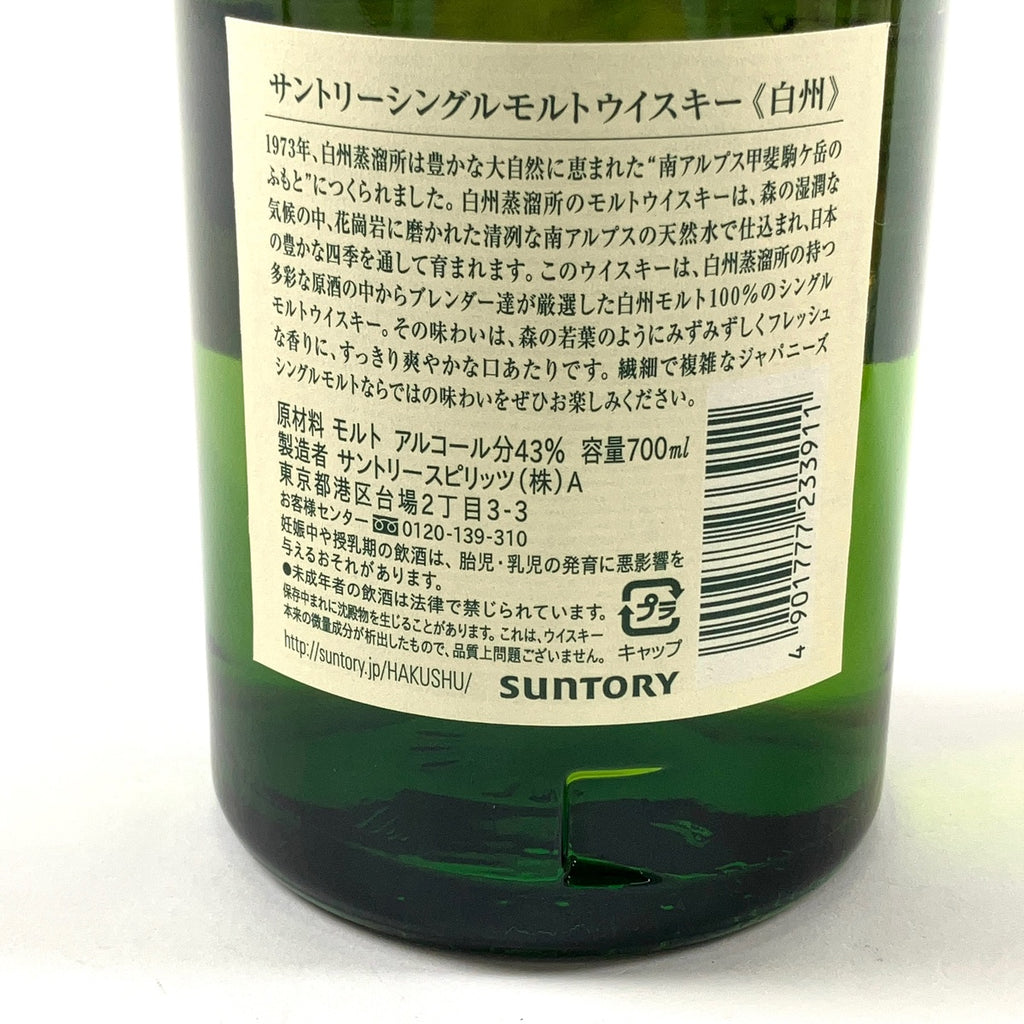 サントリーシングルモルトウイスキー《白州》
1973年、白州蒸溜所は豊かな大自然に恵まれた“南アルプス甲斐駒ケ岳の
ふもと”につくられました。白州蒸溜所のモルトウイスキーは、森の湿潤な
気候の中、花崗岩に磨かれた清冽な南アルプスの天然水で仕込まれ、日本
の豊かな四季を通して育まれます。このウイスキーは、白州蒸溜所の持つ
多彩な原酒の中からブレンダー達が厳選した白州モルト100%のシングル
モルトウイスキー。その味わいは、森の若葉のようにみずみずしくフレッシュ
な香りに、すっきり爽やかな口あたりです。繊細で複雑なジャパニーズ
シングルモルトならではの味わいをぜひお楽しみください。
原材料 モルト アルコール分43% 容量700ml
製造者 サントリースピリッツ(株)A
東京都港区台場2丁目3-3
お客様センター 0120-139-310
妊娠中や授乳期の飲酒は、胎児・乳児の発育に悪影響を
与えるおそれがあります。
●未成年者の飲酒は法律で禁じられています。
保存中まれに沈殿物を生じることがあります。これは、ウイスキー
本来の微量成分が析出したもので、品質上問題ございません。
プラ
キャップ
http://suntory.jp/HAKUSHU/
SUNTORY
4 901777 233911